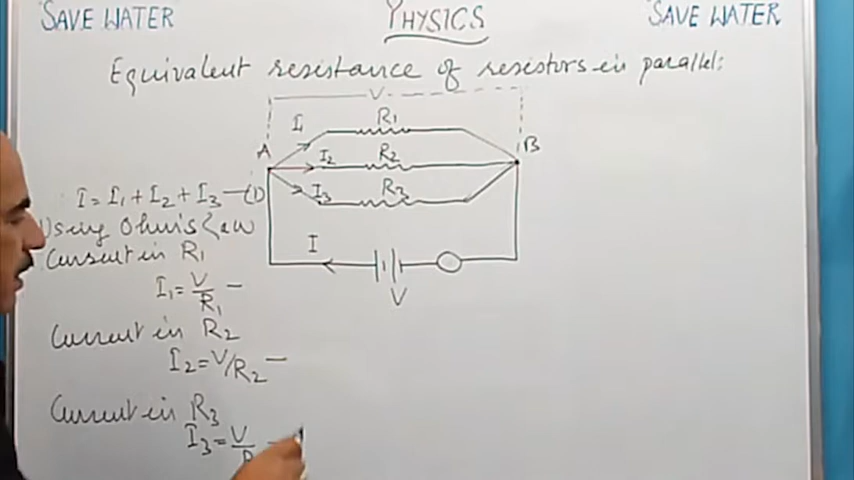 SAVE WATER
PHYSICS
SAVE WATER
Equivalent resistance of resistors in parallel:
V
I1 R1
A I2 R2 B
I3 R3
I
V
I = I1 + I2 + I3 — (1)
Using Ohm's Law
Current in R1
I1 = V/R1 —
Current in R2
I2 = V/R2 —
Current in R3
I3 = V/R —